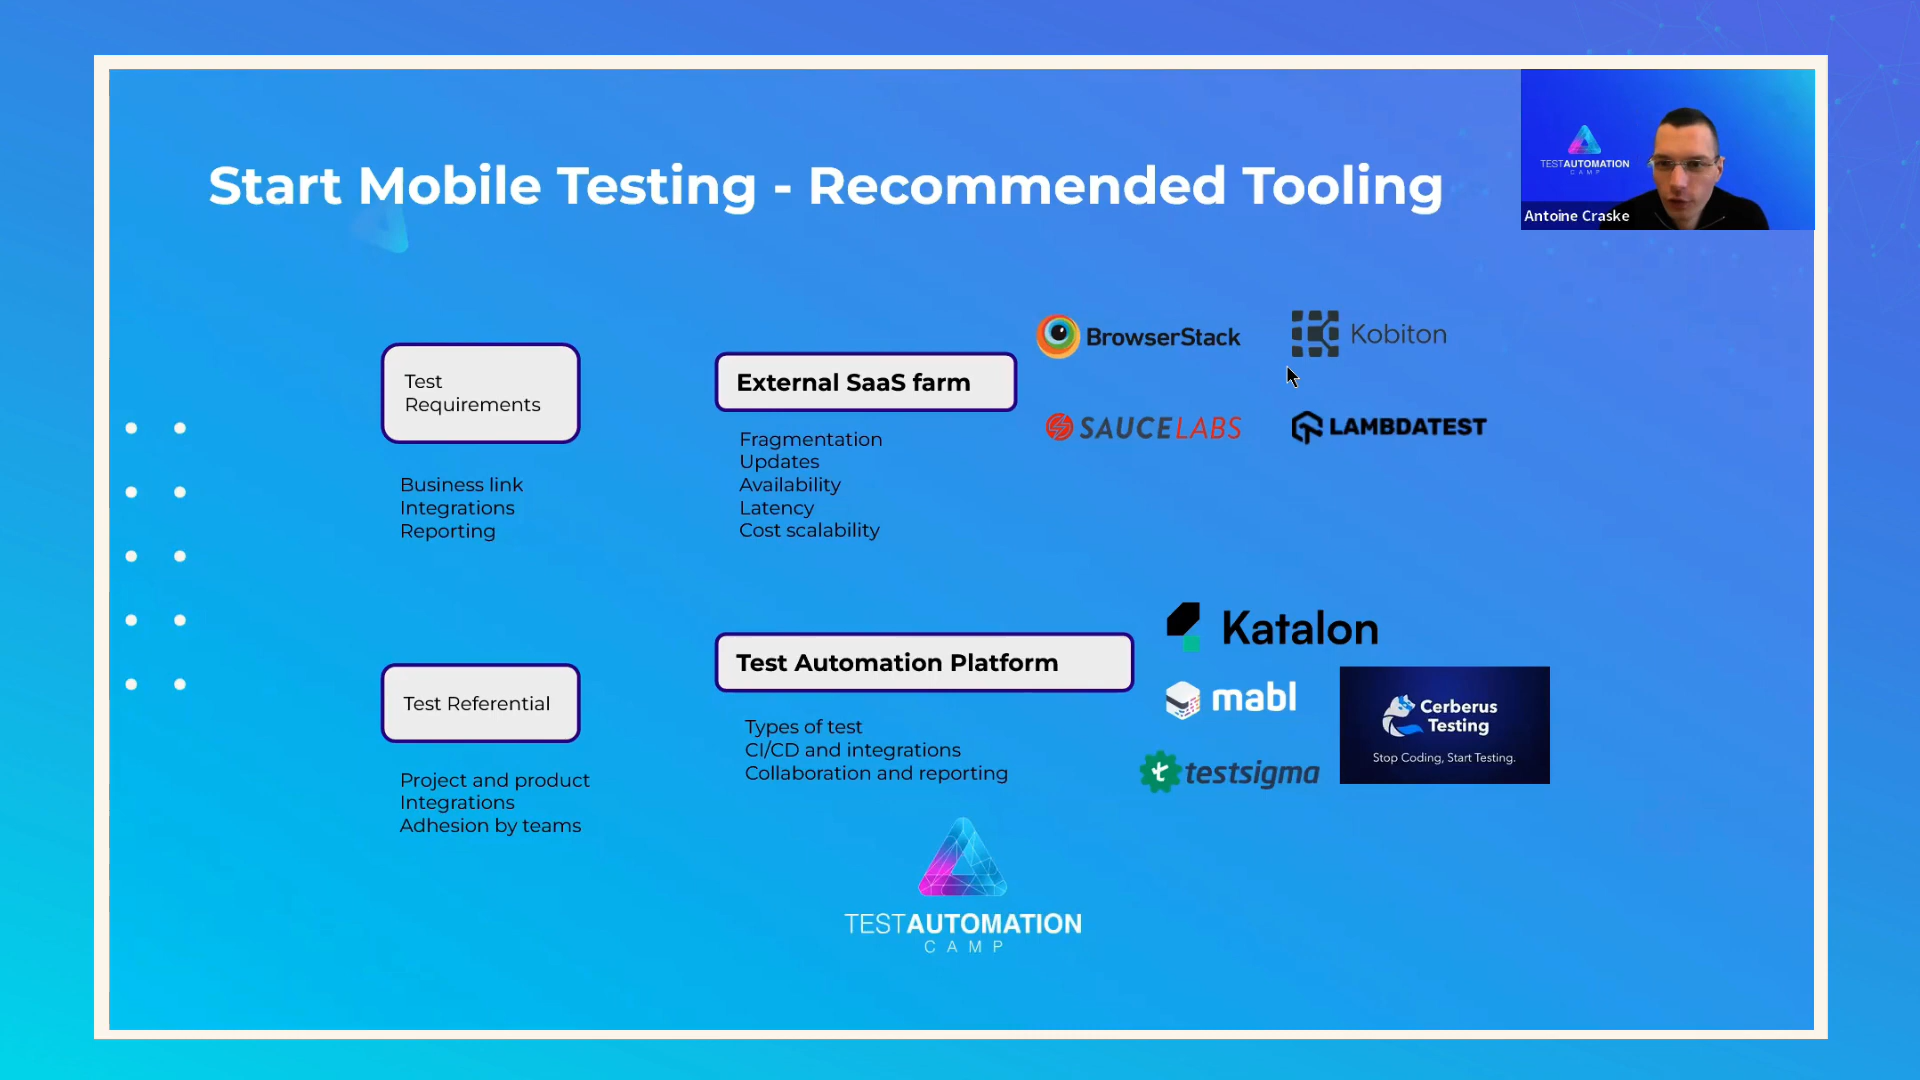 Start Mobile Testing - Recommended Tooling
TESTAUTOMATION
CAMP
Antoine Craske
Test
Requirements
Business link
Integrations
Reporting
External SaaS farm
Fragmentation
Updates
Availability
Latency
Cost scalability
BrowserStack
Kobiton
SAUCELABS
LAMBDATEST
Test Referential
Project and product
Integrations
Adhesion by teams
Test Automation Platform
Types of test
CI/CD and integrations
Collaboration and reporting
Katalon
mabl
testsigma
Cerberus
Testing
Stop Coding, Start Testing.
TESTAUTOMATION
CAMP